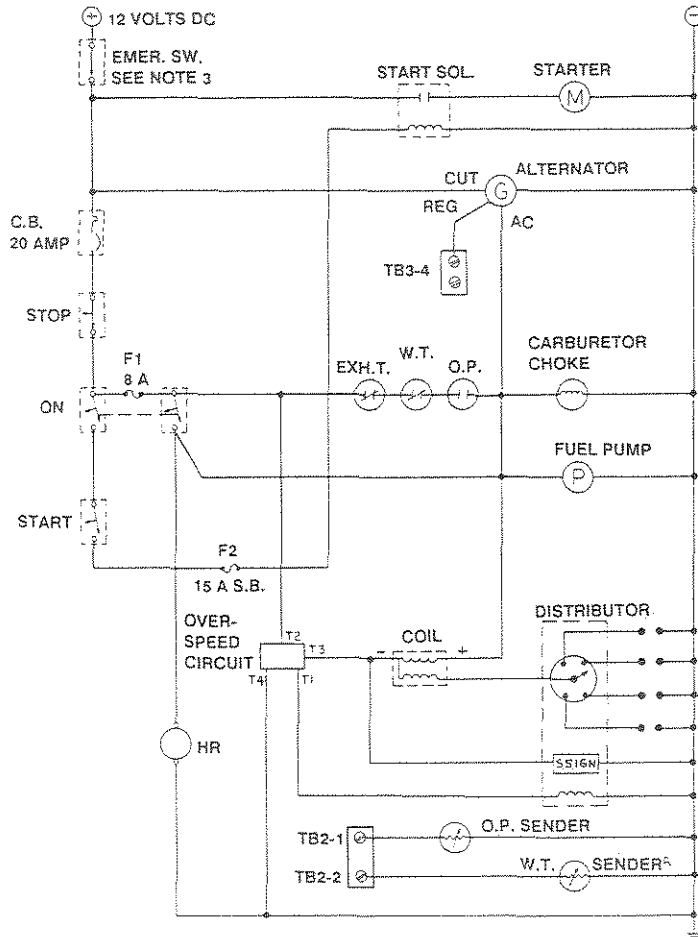 + 12 VOLTS DC
−
EMER. SW.
SEE NOTE 3
START SOL.
STARTER
M
CUT
ALTERNATOR
G
REG
AC
C.B.
20 AMP
TB3-4
STOP
F1
8 A
EXH.T.
W.T.
O.P.
CARBURETOR
CHOKE
ON
FUEL PUMP
P
START
F2
15 A S.B.
OVER-
SPEED
CIRCUIT
T2
T3
T4
T1
COIL
- +
DISTRIBUTOR
HR
SSIGN
TB2-1
O.P. SENDER
TB2-2
W.T. SENDER